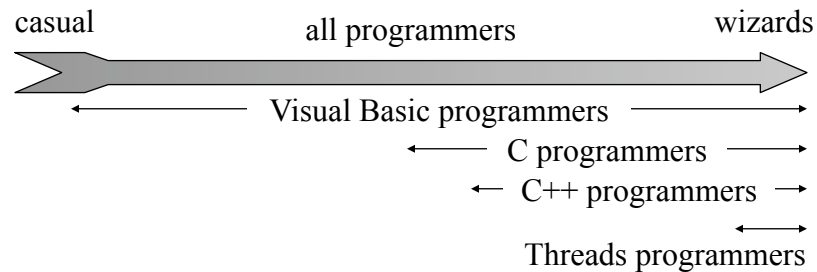 casual all programmers wizards
Visual Basic programmers
C programmers
C++ programmers
Threads programmers